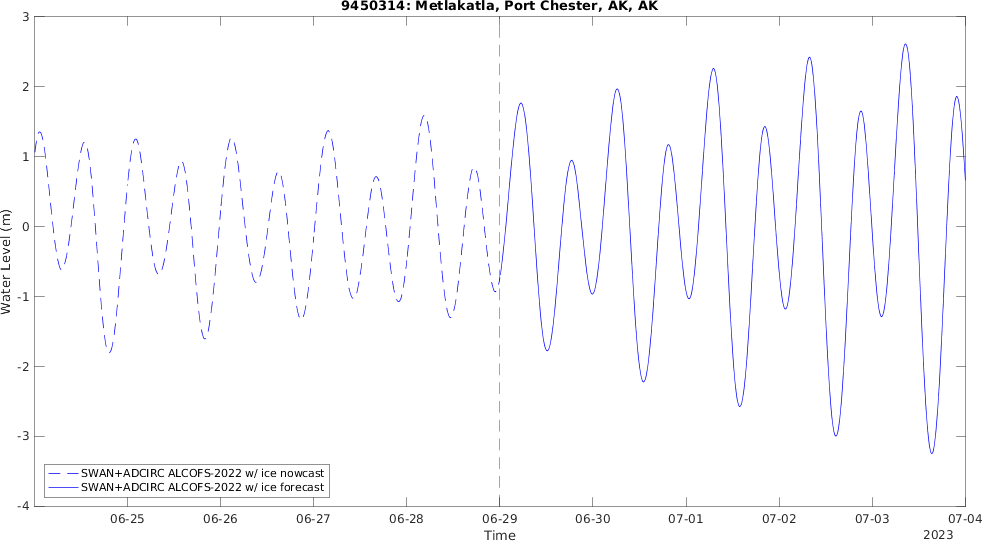 9450314: Metlakatla, Port Chester, AK, AK
3
2
1
0
-1
-2
-3
-4
Water Level (m)
SWAN+ADCIRC ALCOFS-2022 w/ ice nowcast
SWAN+ADCIRC ALCOFS-2022 w/ ice forecast
06-25 06-26 06-27 06-28 06-29 06-30 07-01 07-02 07-03 07-04
Time
2023